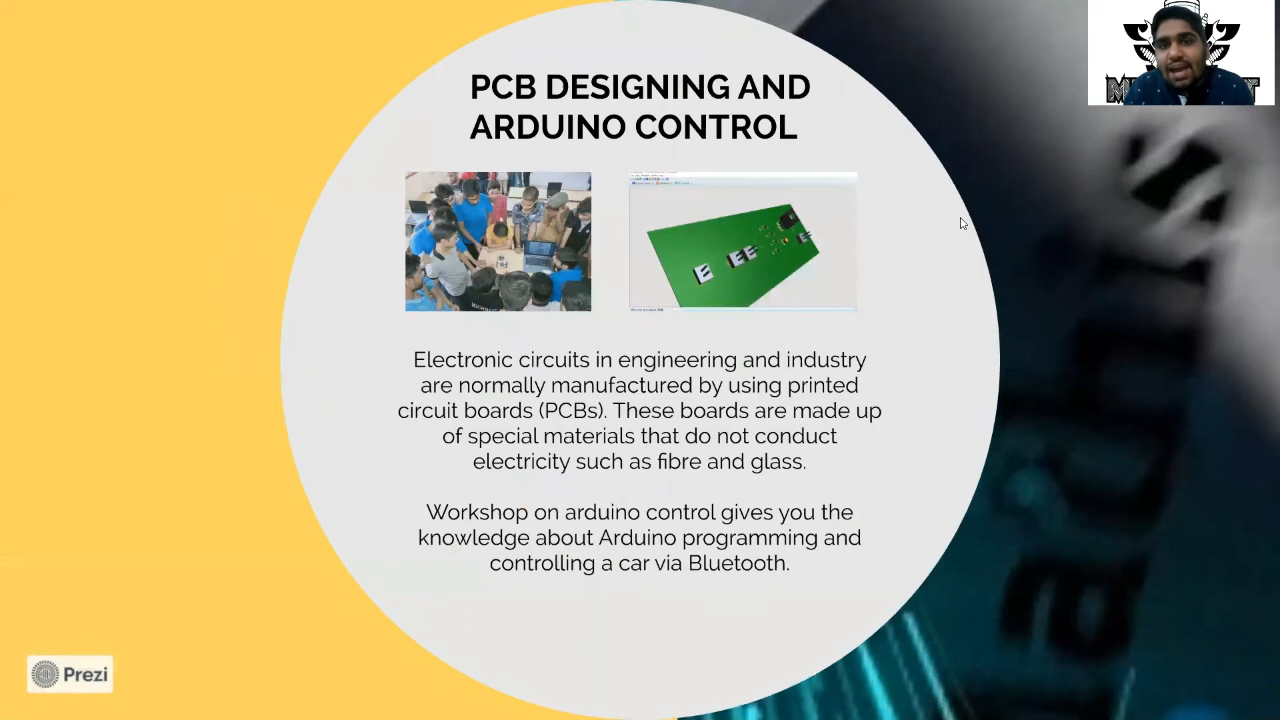 PCB DESIGNING AND
ARDUINO CONTROL
Electronic circuits in engineering and industry
are normally manufactured by using printed
circuit boards (PCBs). These boards are made up
of special materials that do not conduct
electricity such as fibre and glass.
Workshop on arduino control gives you the
knowledge about Arduino programming and
controlling a car via Bluetooth.
Prezi